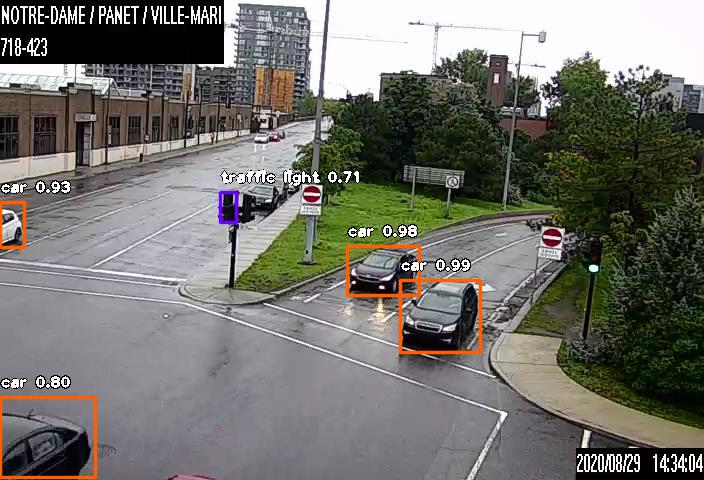 NOTRE-DAME / PANET / VILLE-MARI
718-423
traffic light 0.71
car 0.93
car 0.98
car 0.99
car 0.80
2020/08/29 14:34:04